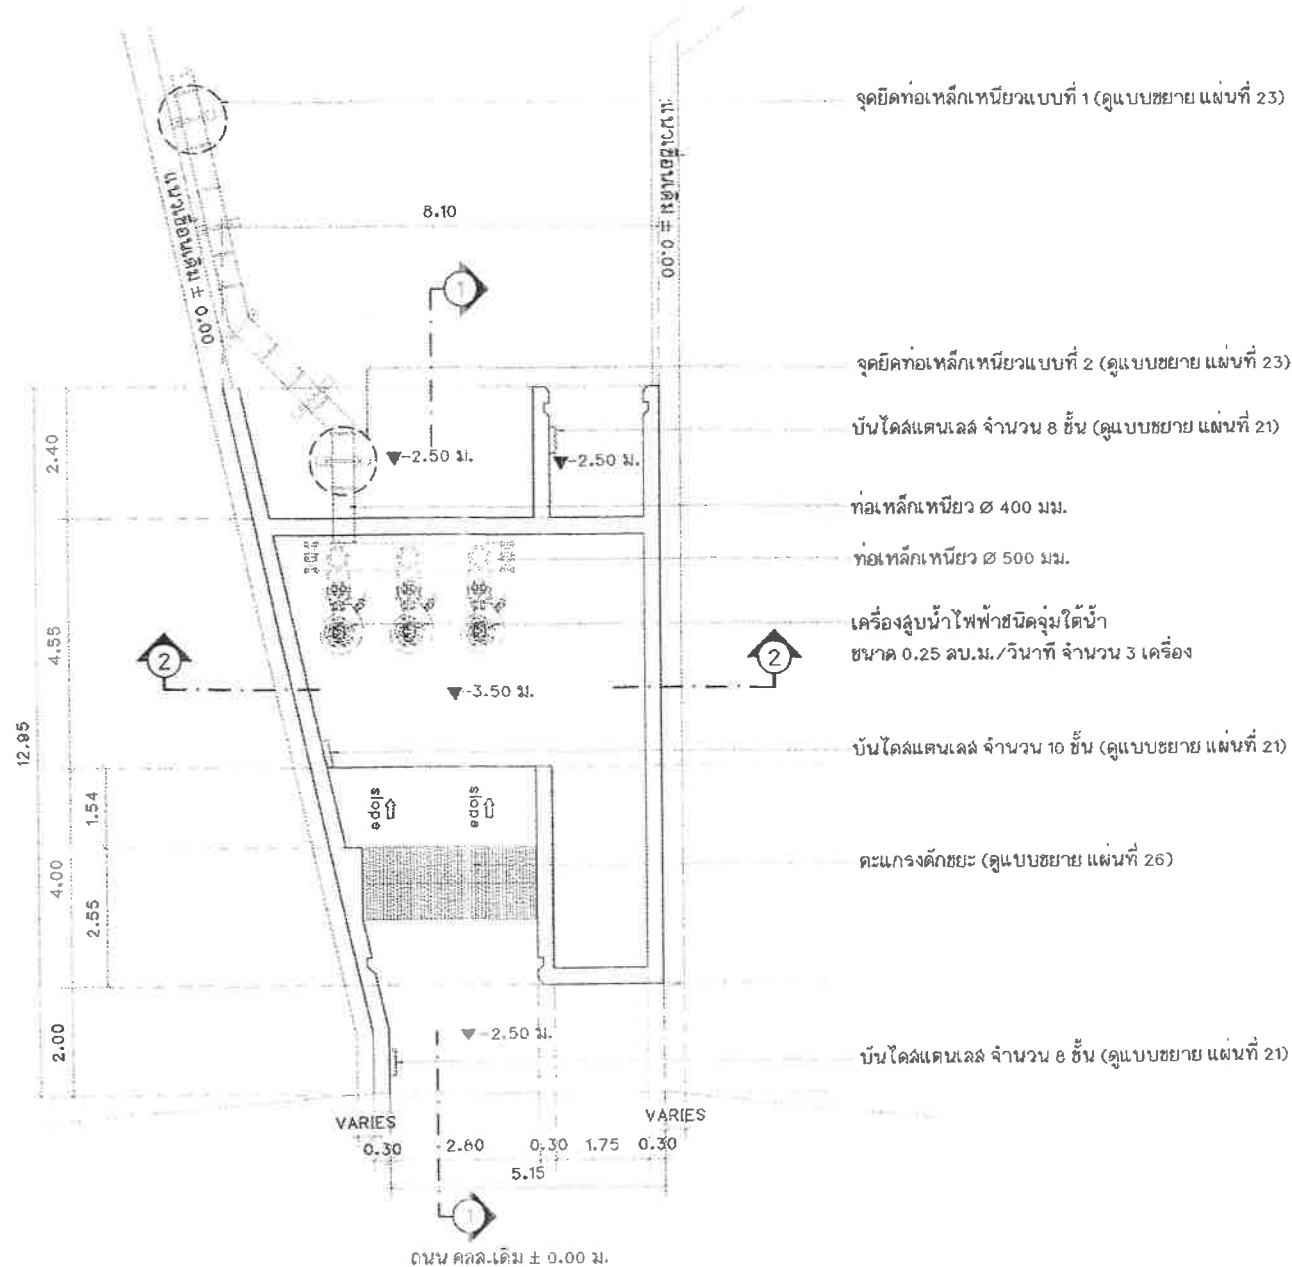 จุดยึดท่อเหล็กเหนียวแบบที่ 1 (ดูแบบขยาย แผ่นที่ 23)
แนวเขื่อนเดิม ± 0.00
แนวเขื่อนเดิม ± 0.00
8.10
1
จุดยึดท่อเหล็กเหนียวแบบที่ 2 (ดูแบบขยาย แผ่นที่ 23)
บันไดสแตนเลส จำนวน 8 ขั้น (ดูแบบขยาย แผ่นที่ 21)
2.40
-2.50 ม.
-2.50 ม.
ท่อเหล็กเหนียว Ø 400 มม.
ท่อเหล็กเหนียว Ø 500 มม.
เครื่องสูบน้ำไฟฟ้าชนิดจุ่มใต้น้ำ
ขนาด 0.25 ลบ.ม./วินาที จำนวน 3 เครื่อง
4.55
2
2
-3.50 ม.
12.95
บันไดสแตนเลส จำนวน 10 ขั้น (ดูแบบขยาย แผ่นที่ 21)
1.54
slope
slope
ตะแกรงดักขยะ (ดูแบบขยาย แผ่นที่ 26)
4.00
2.55
2.00
-2.50 ม.
บันไดสแตนเลส จำนวน 8 ขั้น (ดูแบบขยาย แผ่นที่ 21)
VARIES
VARIES
0.30 2.80 0.30 1.75 0.30
5.15
1
ถนน คสล.เดิม ± 0.00 ม.